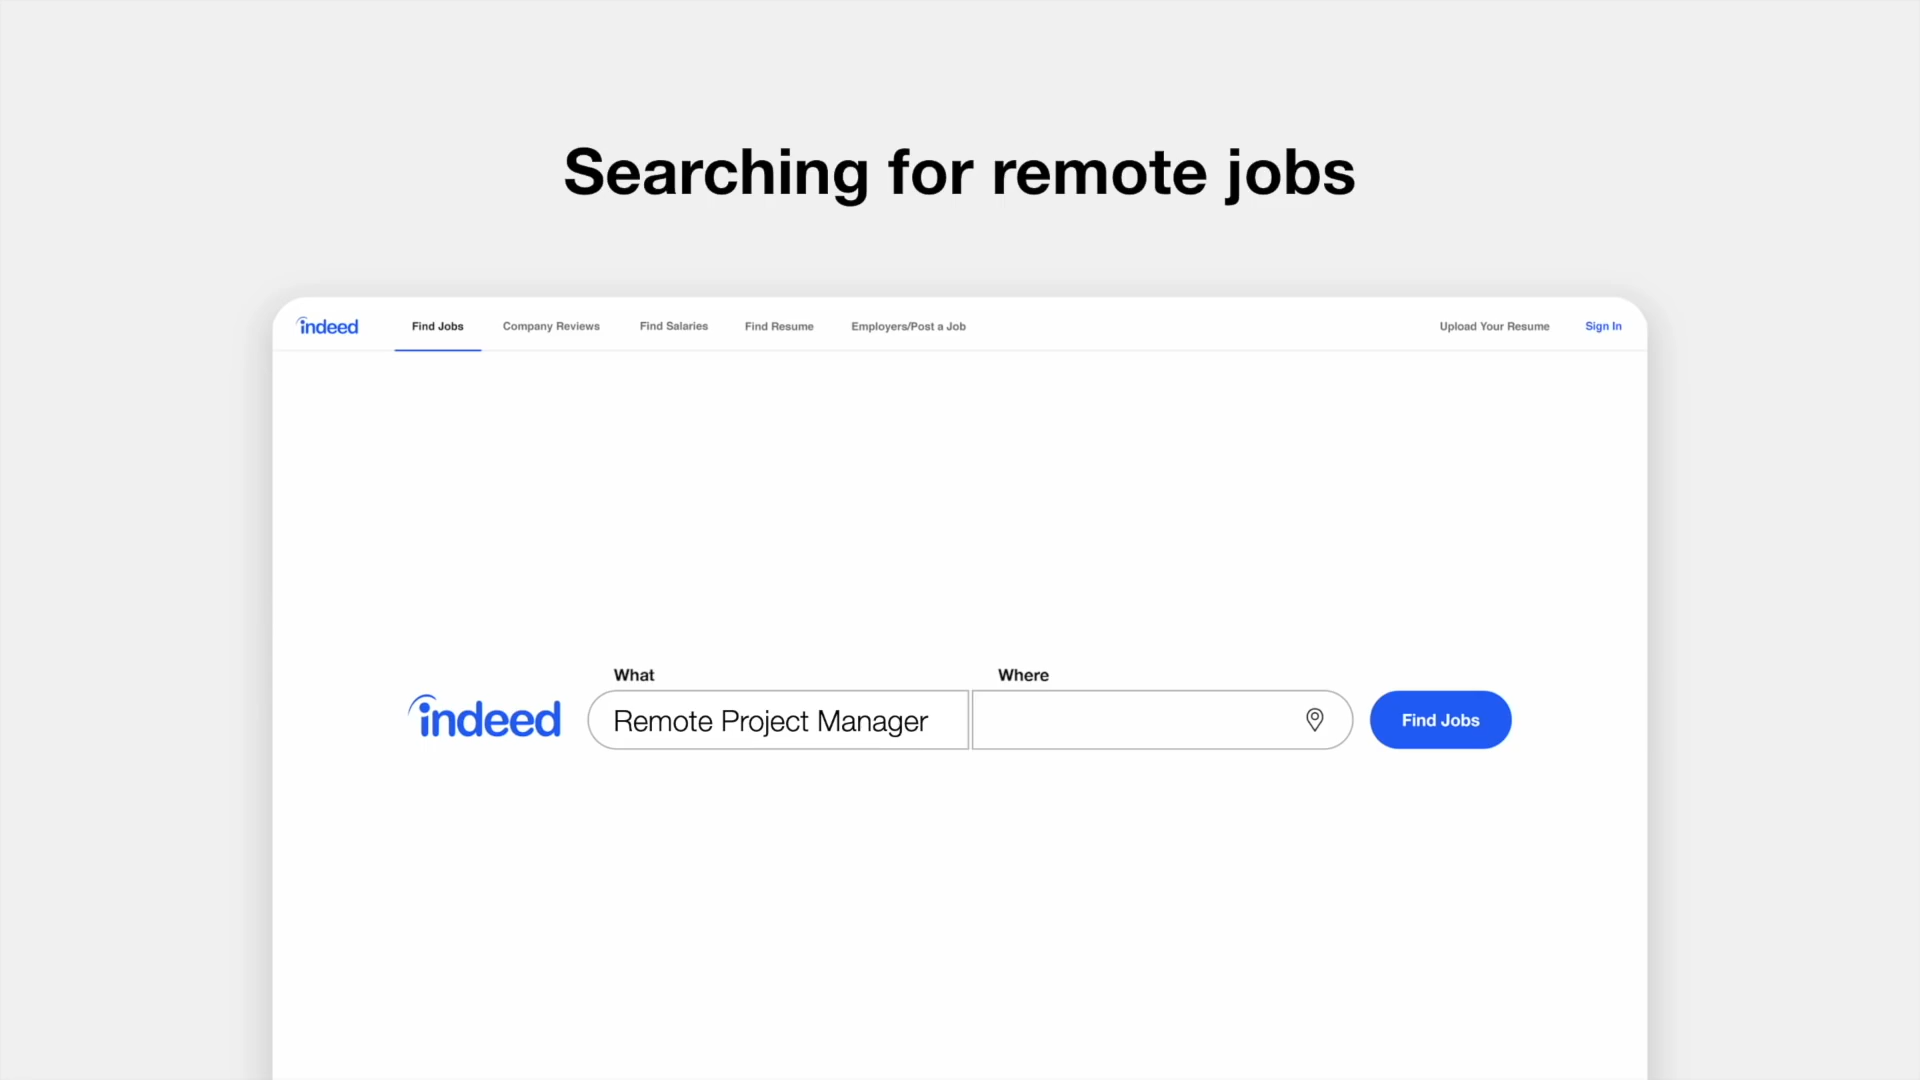 Searching for remote jobs
indeed
Find Jobs
Company Reviews
Find Salaries
Find Resume
Employers/Post a Job
Upload Your Resume
Sign In
What
Where
indeed
Remote Project Manager
Find Jobs